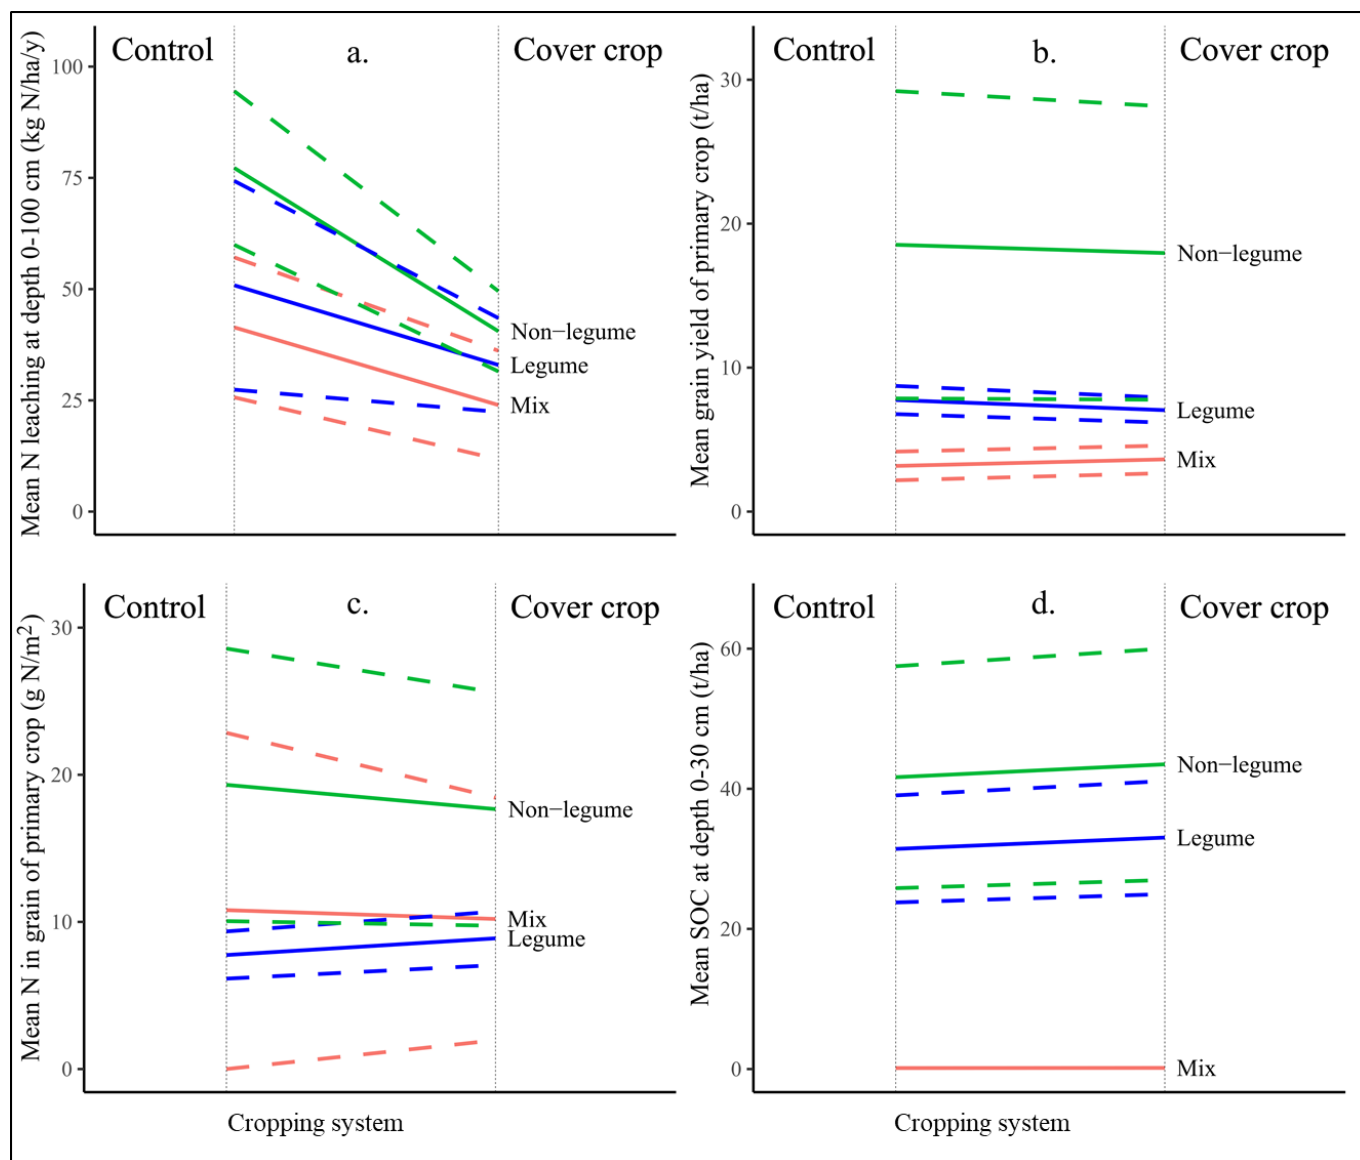 Control a. Cover crop
Mean N leaching at depth 0-100 cm (kg N/ha/y)
100
75
50
25
0
Non−legume
Legume
Mix
b.
Mean grain yield of primary crop (t/ha)
30
20
10
0
Non−legume
Legume
Mix
Control c. Cover crop
Mean N in grain of primary crop (g N/m²)
30
20
10
0
Non−legume
Mix
Legume
Cropping system
Control d. Cover crop
Mean SOC at depth 0-30 cm (t/ha)
60
40
20
0
Non−legume
Legume
Mix
Cropping system